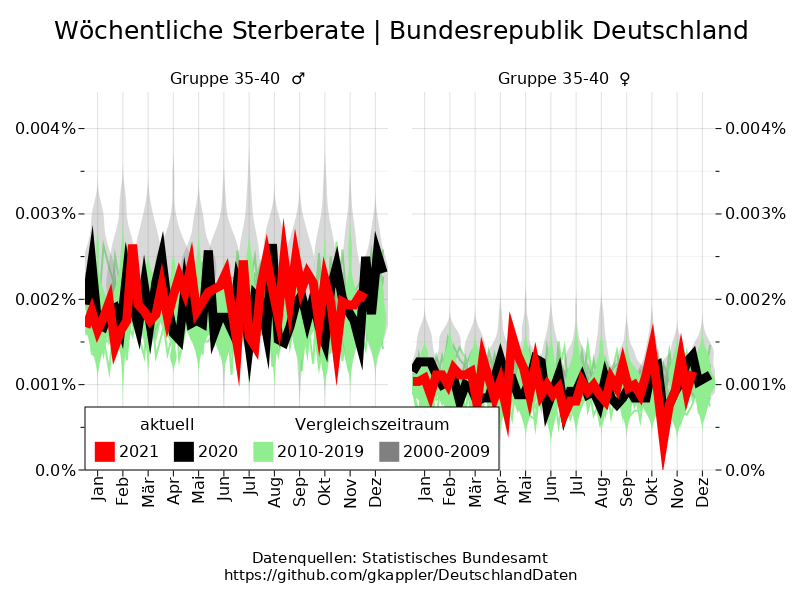 Wöchentliche Sterberate | Bundesrepublik Deutschland
Gruppe 35-40 ♂
Gruppe 35-40 ♀
0.004%
0.003%
0.002%
0.001%
0.0%
0.004%
0.003%
0.002%
0.001%
0.0%
aktuell
Vergleichszeitraum
2021
2020
2010-2019
2000-2009
Jan
Feb
Mär
Apr
Mai
Jun
Jul
Aug
Sep
Okt
Nov
Dez
Jan
Feb
Mär
Apr
Mai
Jun
Jul
Aug
Sep
Okt
Nov
Dez
Datenquellen: Statistisches Bundesamt
https://github.com/gkappler/DeutschlandDaten